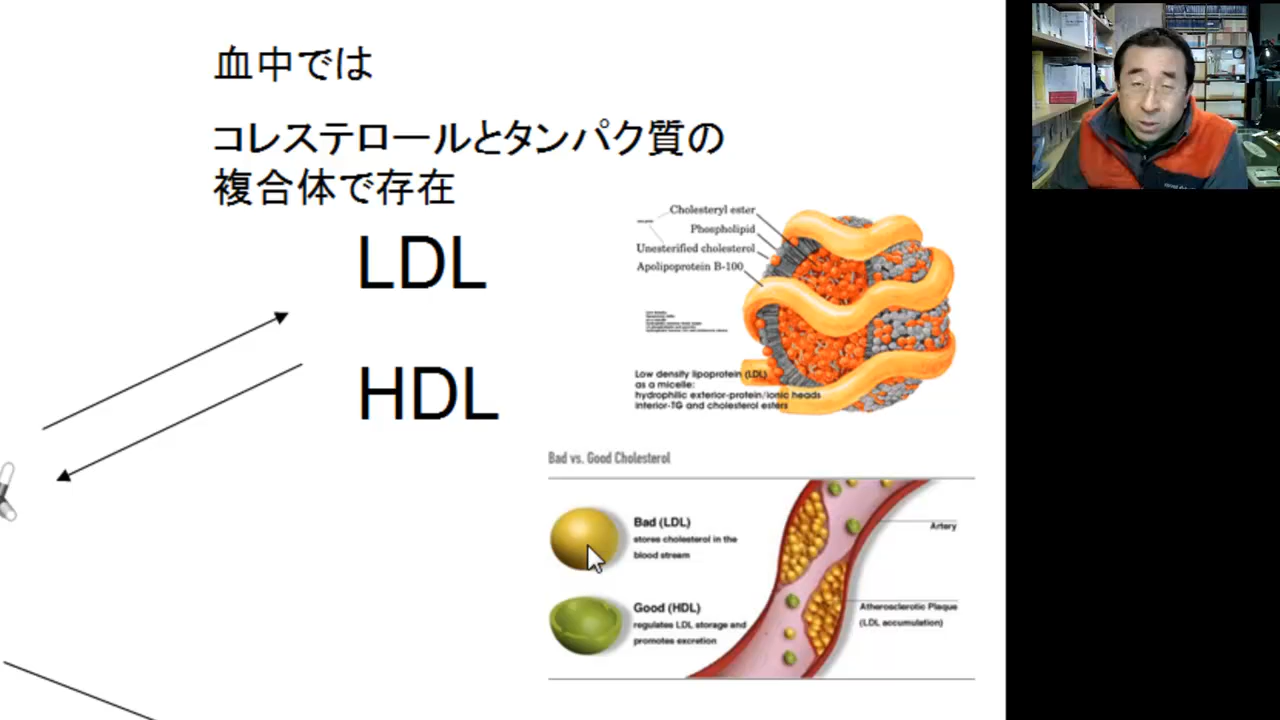 血中では
コレステロールとタンパク質の
複合体で存在
LDL
HDL
Cholesteryl ester
Phospholipid
Unesterified cholesterol
Apolipoprotein B-100
Low density lipoprotein (LDL)
as a micelle:
hydrophilic exterior-protein/ionic heads
interior-TG and cholesterol esters
Bad vs. Good Cholesterol
Bad (LDL)
stores cholesterol in the
blood stream
Good (HDL)
regulates LDL storage and
promotes excretion
Artery
Atherosclerotic Plaque
(LDL accumulation)